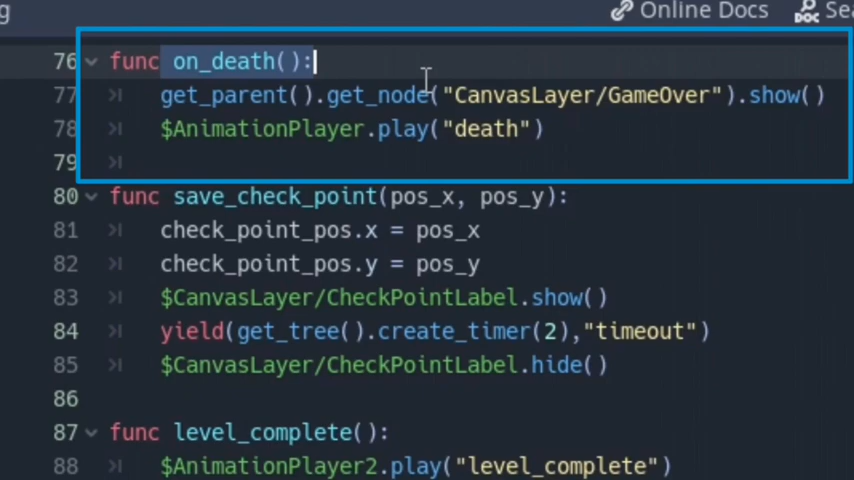 g Online Docs Sea
76 func on_death():
77 get_parent().get_node("CanvasLayer/GameOver").show()
78 $AnimationPlayer.play("death")
79
80 func save_check_point(pos_x, pos_y):
81 check_point_pos.x = pos_x
82 check_point_pos.y = pos_y
83 $CanvasLayer/CheckPointLabel.show()
84 yield(get_tree().create_timer(2),"timeout")
85 $CanvasLayer/CheckPointLabel.hide()
86
87 func level_complete():
88 $AnimationPlayer2.play("level_complete")